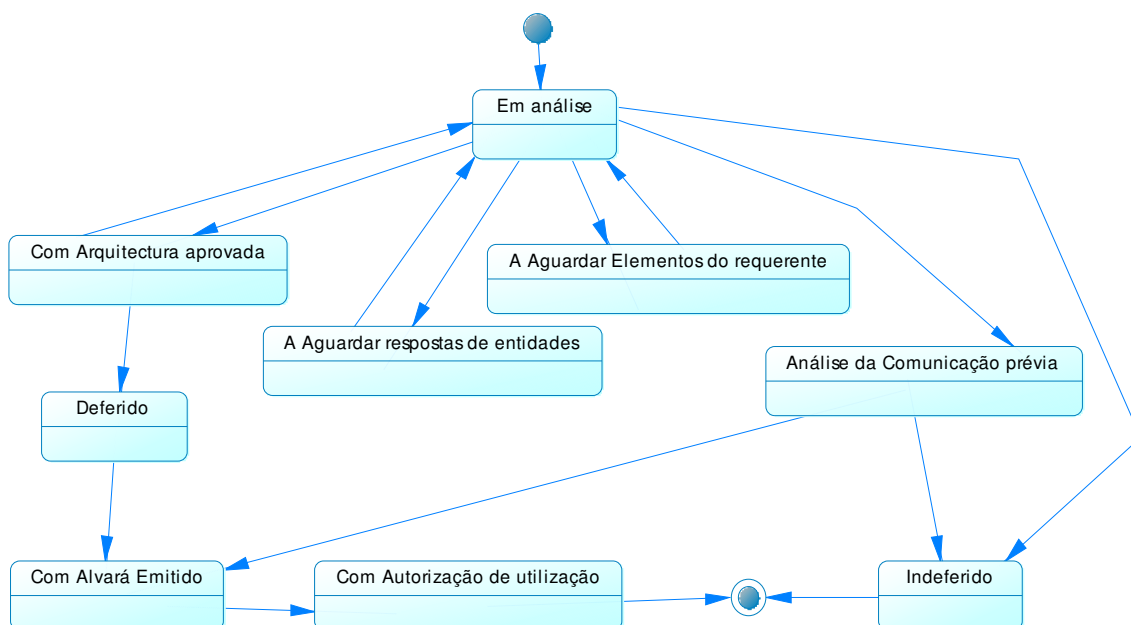 Em análise
Com Arquitectura aprovada
A Aguardar Elementos do requerente
A Aguardar respostas de entidades
Análise da Comunicação prévia
Deferido
Com Alvará Emitido
Com Autorização de utilização
Indeferido